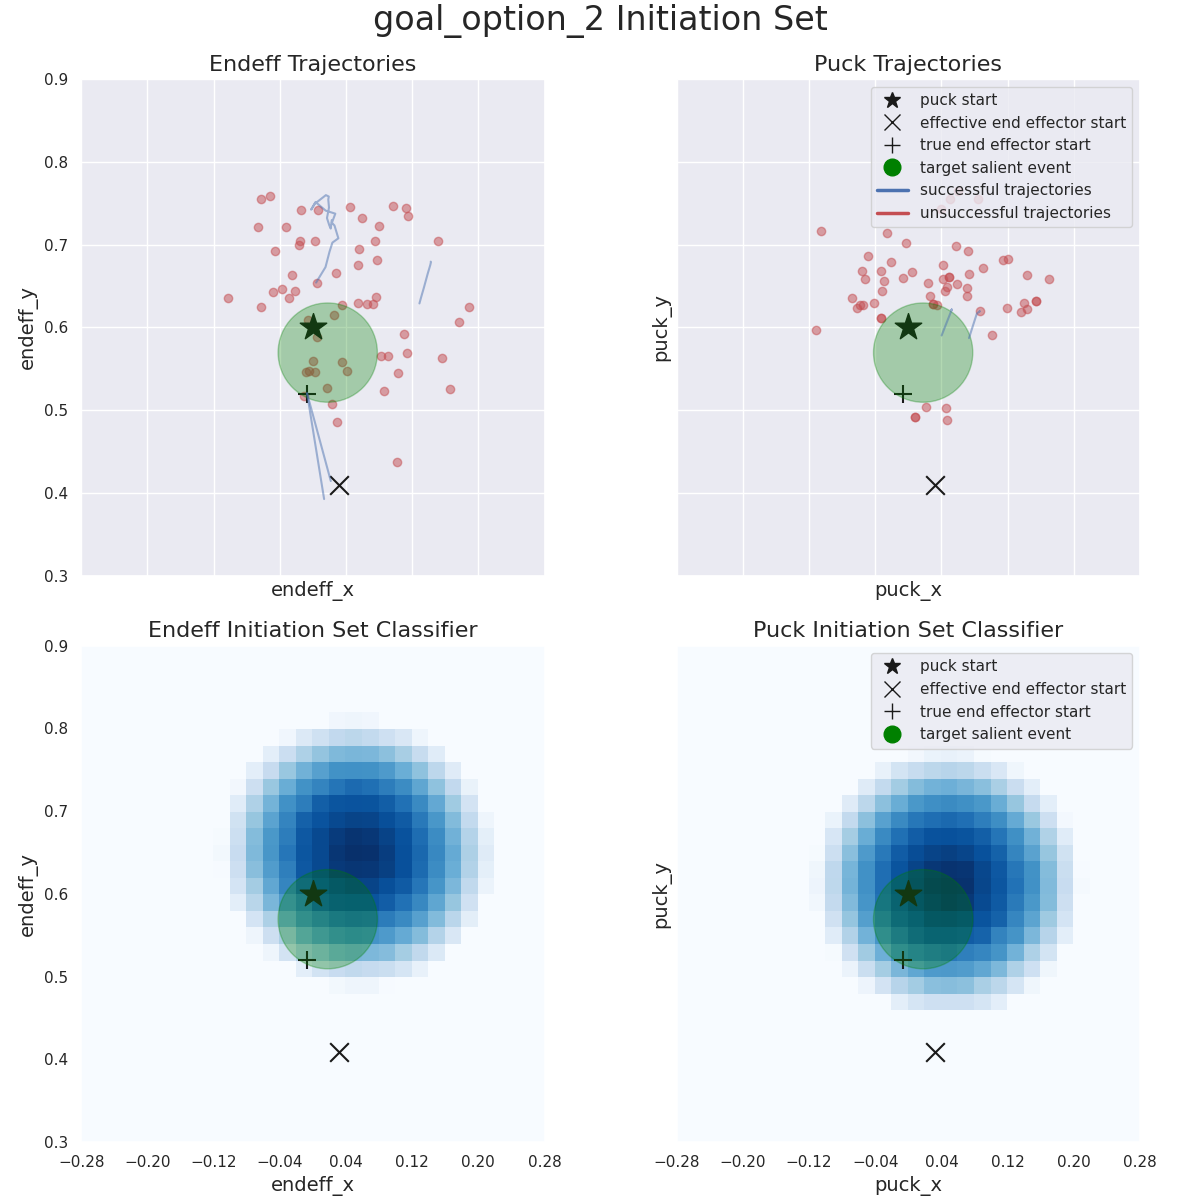 goal_option_2 Initiation Set
Endeff Trajectories
0.9
0.8
0.7
0.6
0.5
0.4
0.3
endeff_y
endeff_x
Puck Trajectories
puck start
effective end effector start
true end effector start
target salient event
successful trajectories
unsuccessful trajectories
puck_y
puck_x
Endeff Initiation Set Classifier
0.9
0.8
0.7
0.6
0.5
0.4
0.3
endeff_y
−0.28 −0.20 −0.12 −0.04 0.04 0.12 0.20 0.28
endeff_x
Puck Initiation Set Classifier
puck start
effective end effector start
true end effector start
target salient event
puck_y
−0.28 −0.20 −0.12 −0.04 0.04 0.12 0.20 0.28
puck_x